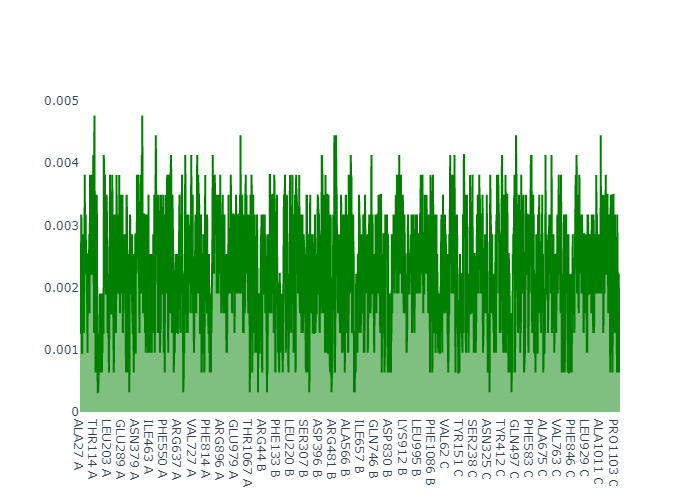 0.005
0.004
0.003
0.002
0.001
0
ALA27 A
THR114 A
LEU203 A
GLU289 A
ASN379 A
ILE463 A
PHE550 A
ARG637 A
VAL727 A
PHE814 A
ARG896 A
GLU979 A
THR1067 A
ARG44 B
PHE133 B
LEU220 B
SER307 B
ASP396 B
ARG481 B
ALA566 B
ILE657 B
GLN746 B
ASP830 B
LYS912 B
LEU995 B
PHE1086 B
VAL62 C
TYR151 C
SER238 C
ASN325 C
TYR412 C
GLN497 C
PHE583 C
ALA675 C
VAL763 C
PHE846 C
LEU929 C
ALA1011 C
PRO1103 C